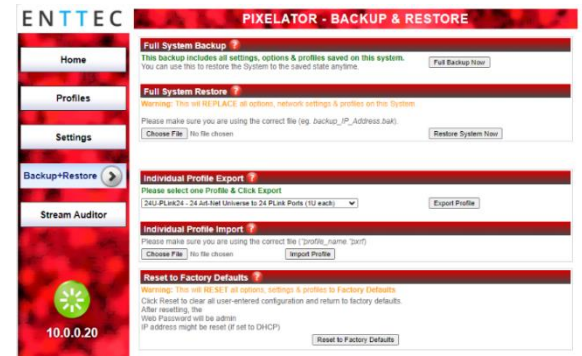 ENTTEC
PIXELATOR - BACKUP & RESTORE
Home
Profiles
Settings
Backup+Restore
Stream Auditor
10.0.0.20
Full System Backup ?
This backup includes all settings, options & profiles saved on this system.
You can use this to restore the System to the saved state anytime.
Full Backup Now
Full System Restore ?
Warning: This will REPLACE all options, network settings & profiles on this System
Please make sure you are using the correct file (eg. backup_IP_Address.bak).
Choose File No file chosen
Restore System Now
Individual Profile Export ?
Please select one Profile & Click Export
24U-PLink24 - 24 Art-Net Universe to 24 PLink Ports (1U each)
Export Profile
Individual Profile Import ?
Please make sure you are using the correct file ("profile_name "pxrf)
Choose File No file chosen
Import Profile
Reset to Factory Defaults ?
Warning: This will RESET all options, settings & profiles to Factory Defaults
Click Reset to clear all user-entered configuration and return to factory defaults.
After resetting, the
Web Password will be admin
IP address might be reset (if set to DHCP)
Reset to Factory Defaults